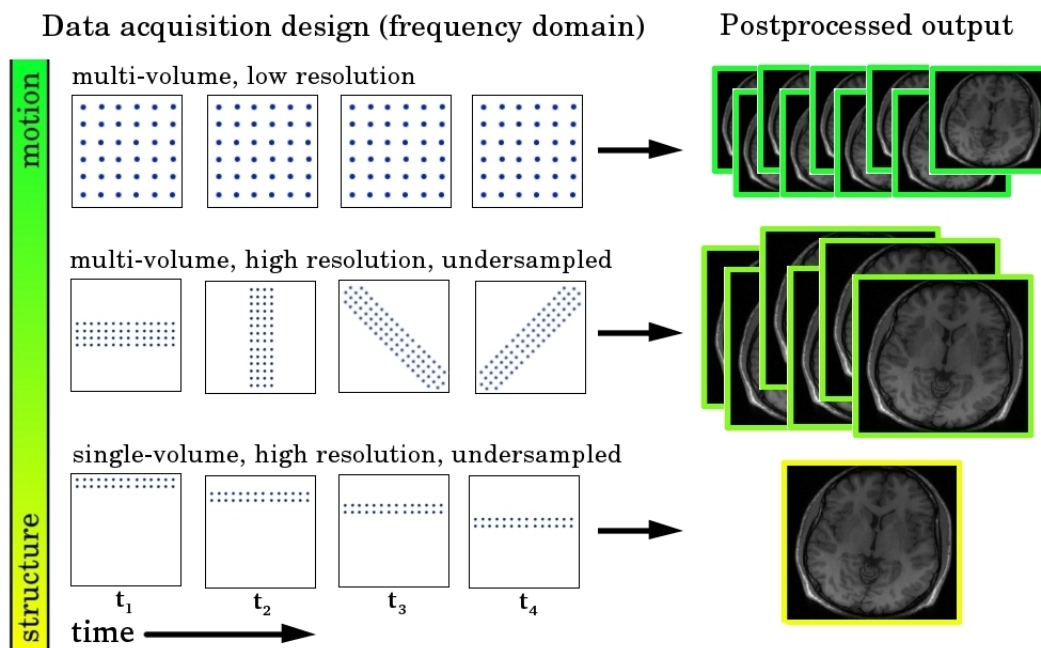 Data acquisition design (frequency domain)
Postprocessed output
motion
multi-volume, low resolution
multi-volume, high resolution, undersampled
single-volume, high resolution, undersampled
structure
t₁ t₂ t₃ t₄
time